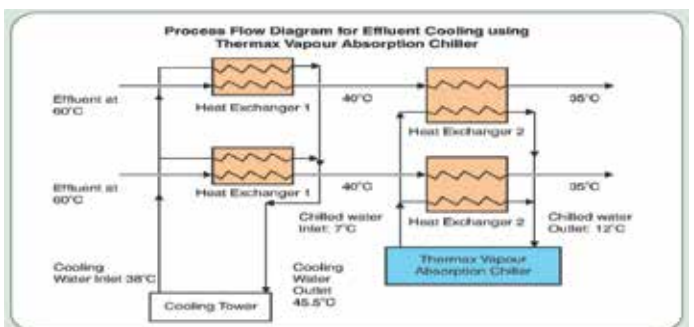 Process Flow Diagram for Effluent Cooling using
Thermax Vapour Absorption Chiller
Effluent at
60°C
Heat Exchanger 1
40°C
Heat Exchanger 2
35°C
Effluent at
60°C
Heat Exchanger 1
40°C
Heat Exchanger 2
35°C
Chilled water
Inlet: 7°C
Chilled water
Outlet: 12°C
Cooling
Water Inlet 38°C
Cooling Tower
Cooling
Water
Outlet
45.5°C
Thermax Vapour
Absorption Chiller